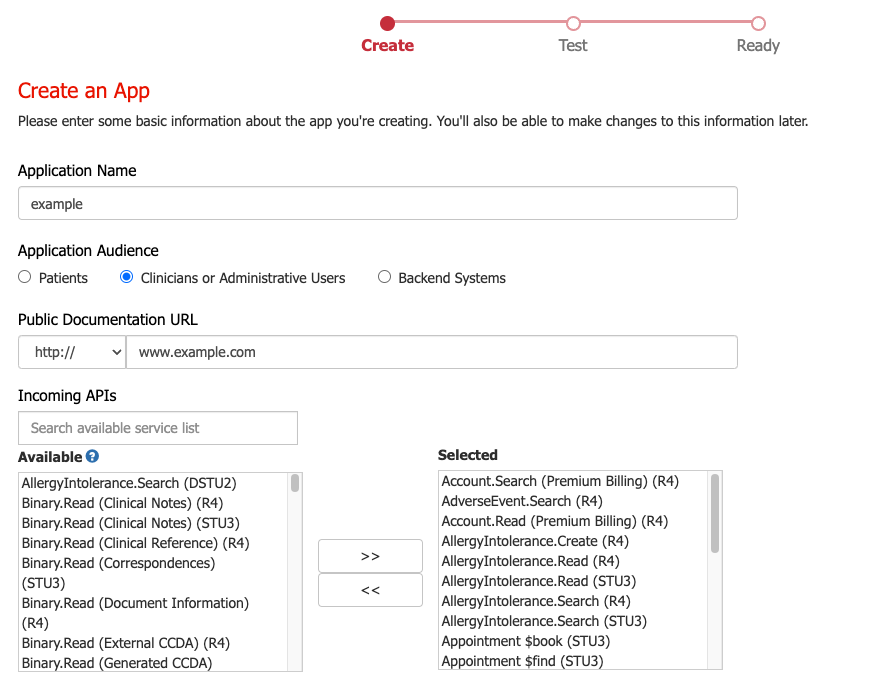 Create Test Ready
Create an App
Please enter some basic information about the app you're creating. You'll also be able to make changes to this information later.
Application Name
example
Application Audience
Patients Clinicians or Administrative Users Backend Systems
Public Documentation URL
http:// www.example.com
Incoming APIs
Search available service list
Available ?
AllergyIntolerance.Search (DSTU2)
Binary.Read (Clinical Notes) (R4)
Binary.Read (Clinical Notes) (STU3)
Binary.Read (Clinical Reference) (R4)
Binary.Read (Correspondences)
(STU3)
Binary.Read (Document Information)
(R4)
Binary.Read (External CCDA) (R4)
Binary.Read (Generated CCDA)
>>
<<
Selected
Account.Search (Premium Billing) (R4)
AdverseEvent.Search (R4)
Account.Read (Premium Billing) (R4)
AllergyIntolerance.Create (R4)
AllergyIntolerance.Read (R4)
AllergyIntolerance.Read (STU3)
AllergyIntolerance.Search (R4)
AllergyIntolerance.Search (STU3)
Appointment $book (STU3)
Appointment $find (STU3)